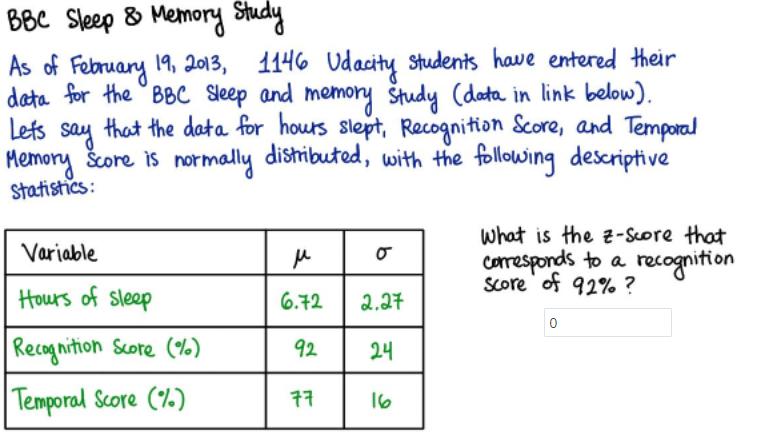 BBC Sleep & Memory Study
As of February 19, 2013, 1146 Udacity students have entered their
data for the BBC Sleep and memory Study (data in link below).
Let's say that the data for hours slept, Recognition Score, and Temporal
Memory Score is normally distributed, with the following descriptive
statistics:
Variable μ σ
Hours of Sleep 6.72 2.27
Recognition Score (%) 92 24
Temporal Score (%) 77 16
What is the z-Score that
corresponds to a recognition
score of 92% ?
0